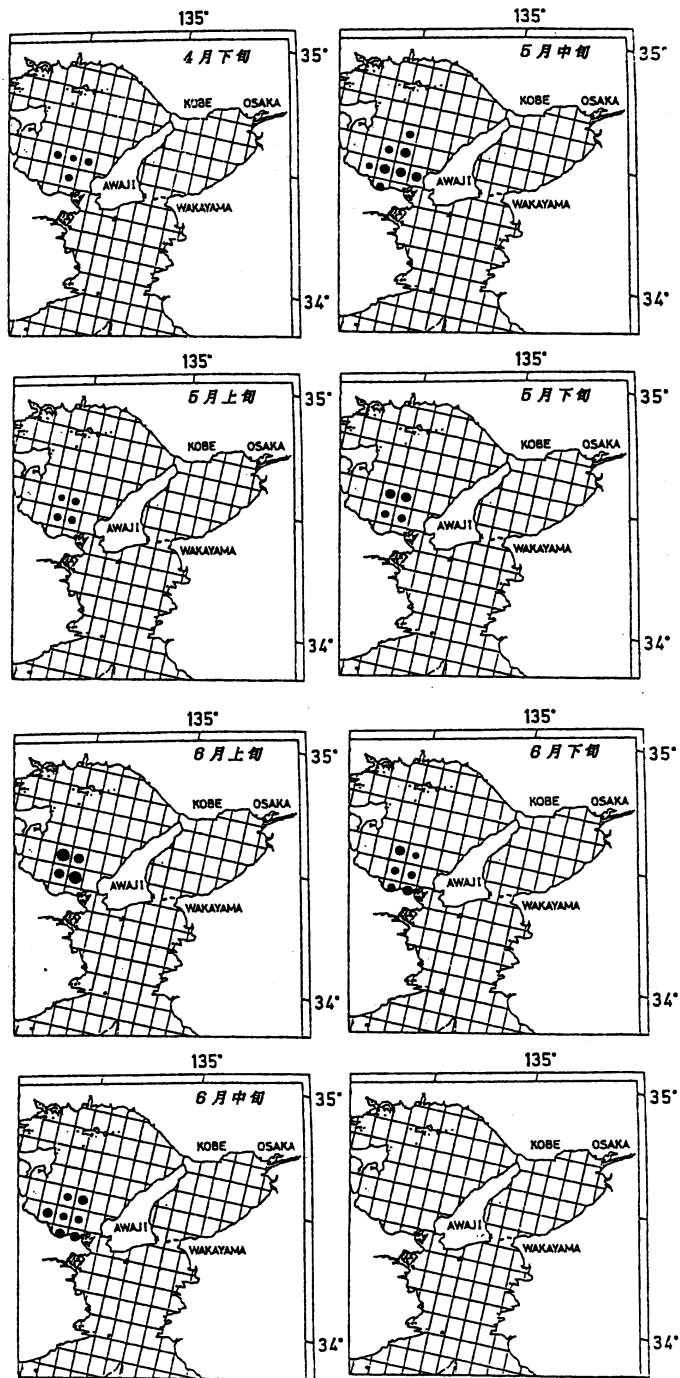 135°
135°
4月下旬
35°
5月中旬
35°
KOBE
OSAKA
KOBE
OSAKA
AWAJI
AWAJI
WAKAYAMA
WAKAYAMA
34°
34°
135°
135°
5月上旬
35°
5月下旬
35°
KOBE
OSAKA
KOBE
OSAKA
AWAJI
AWAJI
WAKAYAMA
WAKAYAMA
34°
34°
135°
135°
6月上旬
35°
6月下旬
35°
KOBE
OSAKA
KOBE
OSAKA
AWAJI
AWAJI
WAKAYAMA
WAKAYAMA
34°
34°
135°
135°
6月中旬
35°
35°
KOBE
OSAKA
KOBE
OSAKA
AWAJI
AWAJI
WAKAYAMA
WAKAYAMA
34°
34°